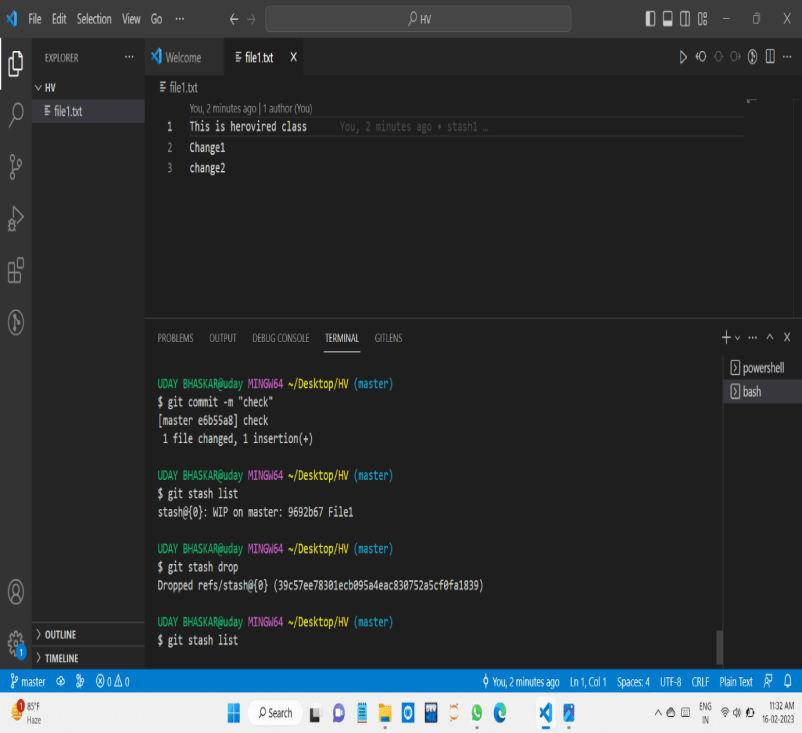 File Edit Selection View Go ··· HV
EXPLORER ···
HV
file1.txt
OUTLINE
TIMELINE
Welcome file1.txt X
file1.txt
You, 2 minutes ago | 1 author (You)
1 This is herovired class You, 2 minutes ago • stash1 …
2 Change1
3 change2
PROBLEMS OUTPUT DEBUG CONSOLE TERMINAL GITLENS
powershell
bash
UDAY BHASKAR@uday MINGW64 ~/Desktop/HV (master)
$ git commit -m "check"
[master e6b55a8] check
1 file changed, 1 insertion(+)
UDAY BHASKAR@uday MINGW64 ~/Desktop/HV (master)
$ git stash list
stash@{0}: WIP on master: 9692b67 File1
UDAY BHASKAR@uday MINGW64 ~/Desktop/HV (master)
$ git stash drop
Dropped refs/stash@{0} (39c57ee78301ecb095a4eac830752a5cf0fa1839)
UDAY BHASKAR@uday MINGW64 ~/Desktop/HV (master)
$ git stash list
1
master 0 0 You, 2 minutes ago Ln 1, Col 1 Spaces: 4 UTF-8 CRLF Plain Text
1 85°F
Haze
Search
ENG
IN
11:32 AM
16-02-2023